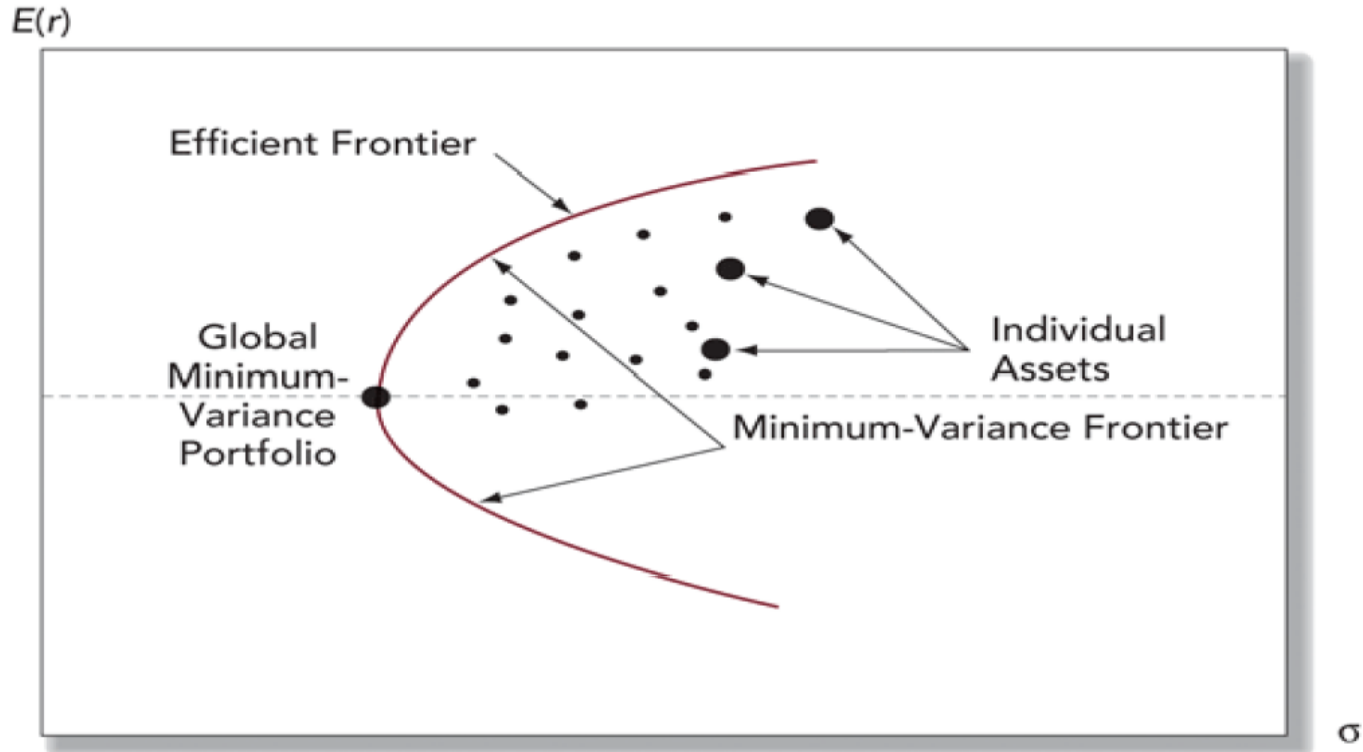 E(r)
Efficient Frontier
Global
Minimum-
Variance
Portfolio
Individual
Assets
Minimum-Variance Frontier
σ